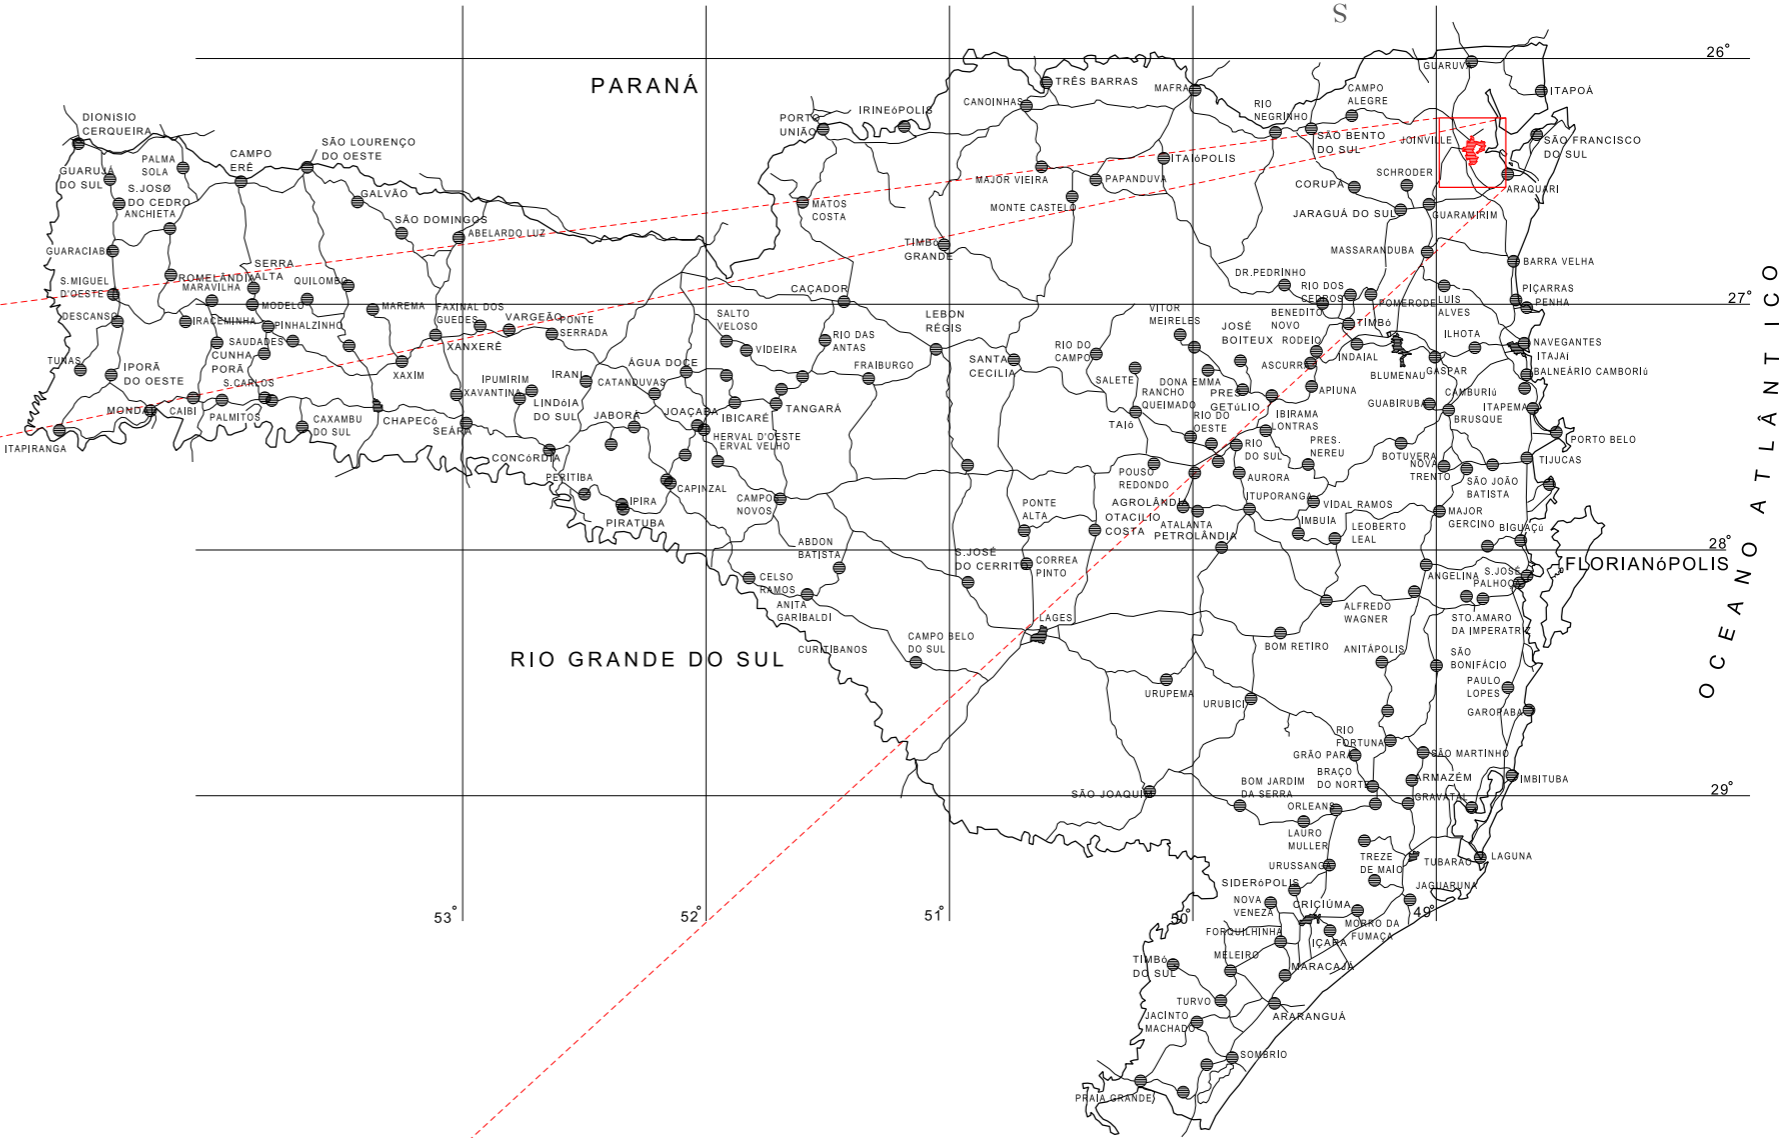 S
26°
PARANÁ
TRÊS BARRAS
MAFRA
CANOINHAS
GUARUVA
ITAPOÁ
CAMPO
ALEGRE
RIO
NEGRINHO
IRINEóPOLIS
PORTO
UNIÃO
DIONISIO
CERQUEIRA
SÃO LOURENÇO
DO OESTE
CAMPO
ERÊ
PALMA
SOLA
GUARUJÁ
DO SUL
S.JOSØ
DO CEDRO
ANCHIETA
GALVÃO
SÃO DOMINGOS
ABELARDO LUZ
MATOS
COSTA
MAJOR VIEIRA
PAPANDUVA
MONTE CASTELO
ITAIóPOLIS
SAO BENTO
DO SUL
JOINVILLE
SÃO FRANCISCO
DO SUL
ARAQUARI
SCHRODER
CORUPA
JARAGUÁ DO SUL
GUARAMIRIM
MASSARANDUBA
BARRA VELHA
TIMBó
GRANDE
GUARACIABA
S.MIGUEL
D'OESTE
ROMELÂNDIA
MARAVILHA
SERRA
ALTA
QUILOMBO
MODELO
MAREMA
FAXINAL DOS
GUEDES
VARGEÃO
PONTE
SERRADA
CAÇADOR
DR.PEDRINHO
RIO DOS
CEDROS
POMERODE
LUÍS
ALVES
PIÇARRAS
PENHA
27°
DESCANSO
IRACEMINHA
PINHALZINHO
SAUDADES
CUNHA
PORÃ
XANXERÊ
SALTO
VELOSO
VIDEIRA
RIO DAS
ANTAS
LEBON
RÉGIS
VITOR
MEIRELES
JOSÉ
BOITEUX
BENEDITO
NOVO
TIMBó
RODEIO
INDAIAL
ILHOTA
NAVEGANTES
ITAJAÍ
BALNEÁRIO CAMBORIú
TUNAS
IPORÃ
DO OESTE
S.CARLOS
XAXIM
ÁGUA DOCE
FRAIBURGO
SANTA
CECILIA
RIO DO
CAMPO
SALETE
DONA EMMA
ASCURRA
APIUNA
BLUMENAU
GASPAR
CAMBURIú
MONDAÍ
CAIBI
PALMITOS
CAXAMBU
DO SUL
CHAPECó
SEARA
XAVANTINA
IPUMIRIM
LINDóIA
DO SUL
IRANI
CATANDUVAS
JABORÁ
JOAÇABA
IBICARÉ
TANGARÁ
HERVAL D'OESTE
ERVAL VELHO
RANCHO
QUEIMADO
TAIó
PRES
GETúLIO
RIO DO
OESTE
IBIRAMA
LONTRAS
GUABIRUBA
BRUSQUE
ITAPEMA
PORTO BELO
ITAPIRANGA
CONCóRDIA
PERITIBA
IPIRA
PIRATUBA
CAPINZAL
CAMPO
NOVOS
POUSO
REDONDO
RIO
DO SUL
AURORA
PRES.
NEREU
BOTUVERA
NOVA
TRENTO
TIJUCAS
SÃO JOÃO
BATISTA
PONTE
ALTA
AGROLÂNDIA
OTACILIO
COSTA
ATALANTA
PETROLÂNDIA
ITUPORANGA
VIDAL RAMOS
IMBUIA
LEOBERTO
LEAL
MAJOR
GERCINO
BIGUAÇú
28°
ABDON
BATISTA
CELSO
RAMOS
ANITA
GARIBALDI
S.JOSÉ
DO CERRITO
CORREA
PINTO
LAGES
ANGELINA
S.JOSÉ
PALHOÇA
FLORIANóPOLIS
STO.AMARO
DA IMPERATRIZ
ALFREDO
WAGNER
RIO GRANDE DO SUL
CURITIBANOS
CAMPO BELO
DO SUL
BOM RETIRO
ANITÁPOLIS
SÃO
BONIFÁCIO
PAULO
LOPES
GAROPABA
URUPEMA
URUBICI
RIO
FORTUNA
GRÃO PARÁ
SÃO MARTINHO
BRAÇO
DO NORTE
ARMAZÉM
GRAVATAL
IMBITUBA
OCEANO ATLÂNTICO
29°
SÃO JOAQUIM
BOM JARDIM
DA SERRA
ORLEANS
LAURO
MULLER
URUSSANGA
TREZE
DE MAIO
TUBARÃO
LAGUNA
JAGUARUNA
53°
52°
51°
50°
49°
SIDERóPOLIS
NOVA
VENEZA
CRIÇIÚMA
MORRO DA
FUMAÇA
FORQUILHINHA
IÇARA
MELEIRO
MARACAJÁ
TIMBó
DO SUL
TURVO
JACINTO
MACHADO
ARARANGUÁ
SOMBRIO
PRAIA GRANDE